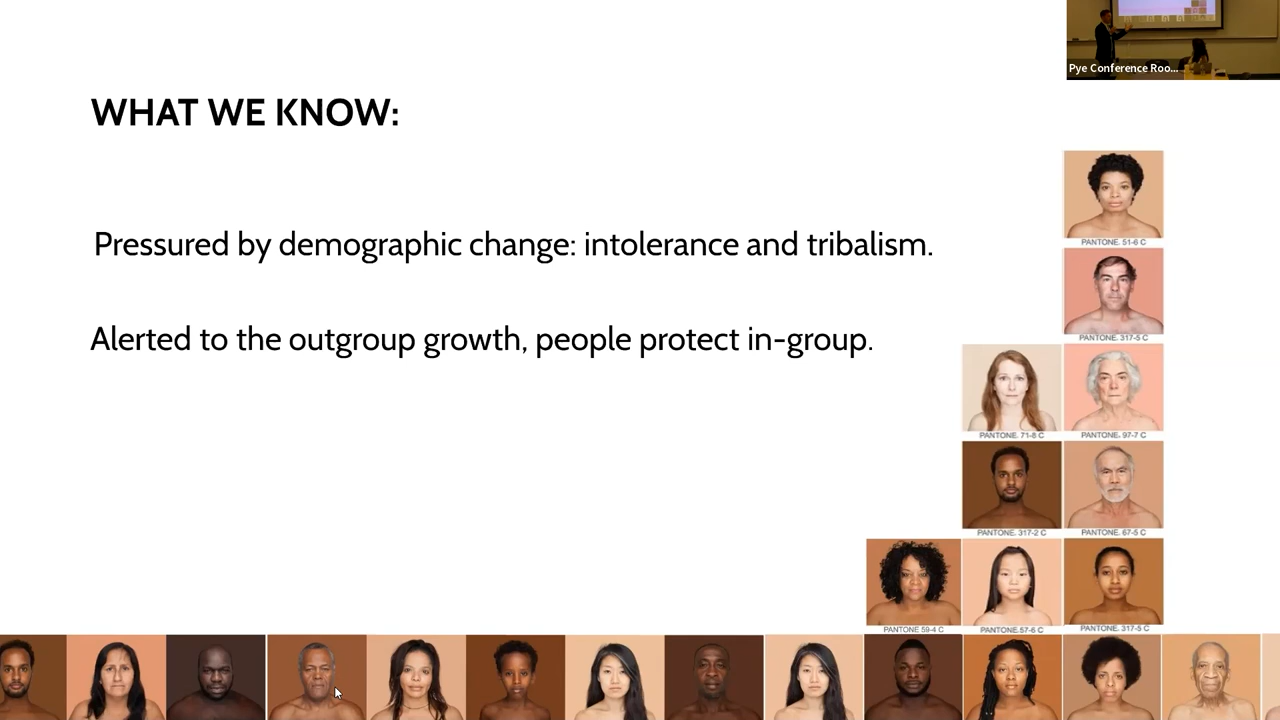 Pye Conference Roo...
WHAT WE KNOW:
Pressured by demographic change: intolerance and tribalism.
Alerted to the outgroup growth, people protect in-group.
PANTONE. 51-6 C
PANTONE. 317-5 C
PANTONE. 71-8 C
PANTONE. 97-7 C
PANTONE. 317-2 C
PANTONE. 67-5 C
PANTONE 59-4 C
PANTONE.57-6 C
PANTONE. 317-5 C